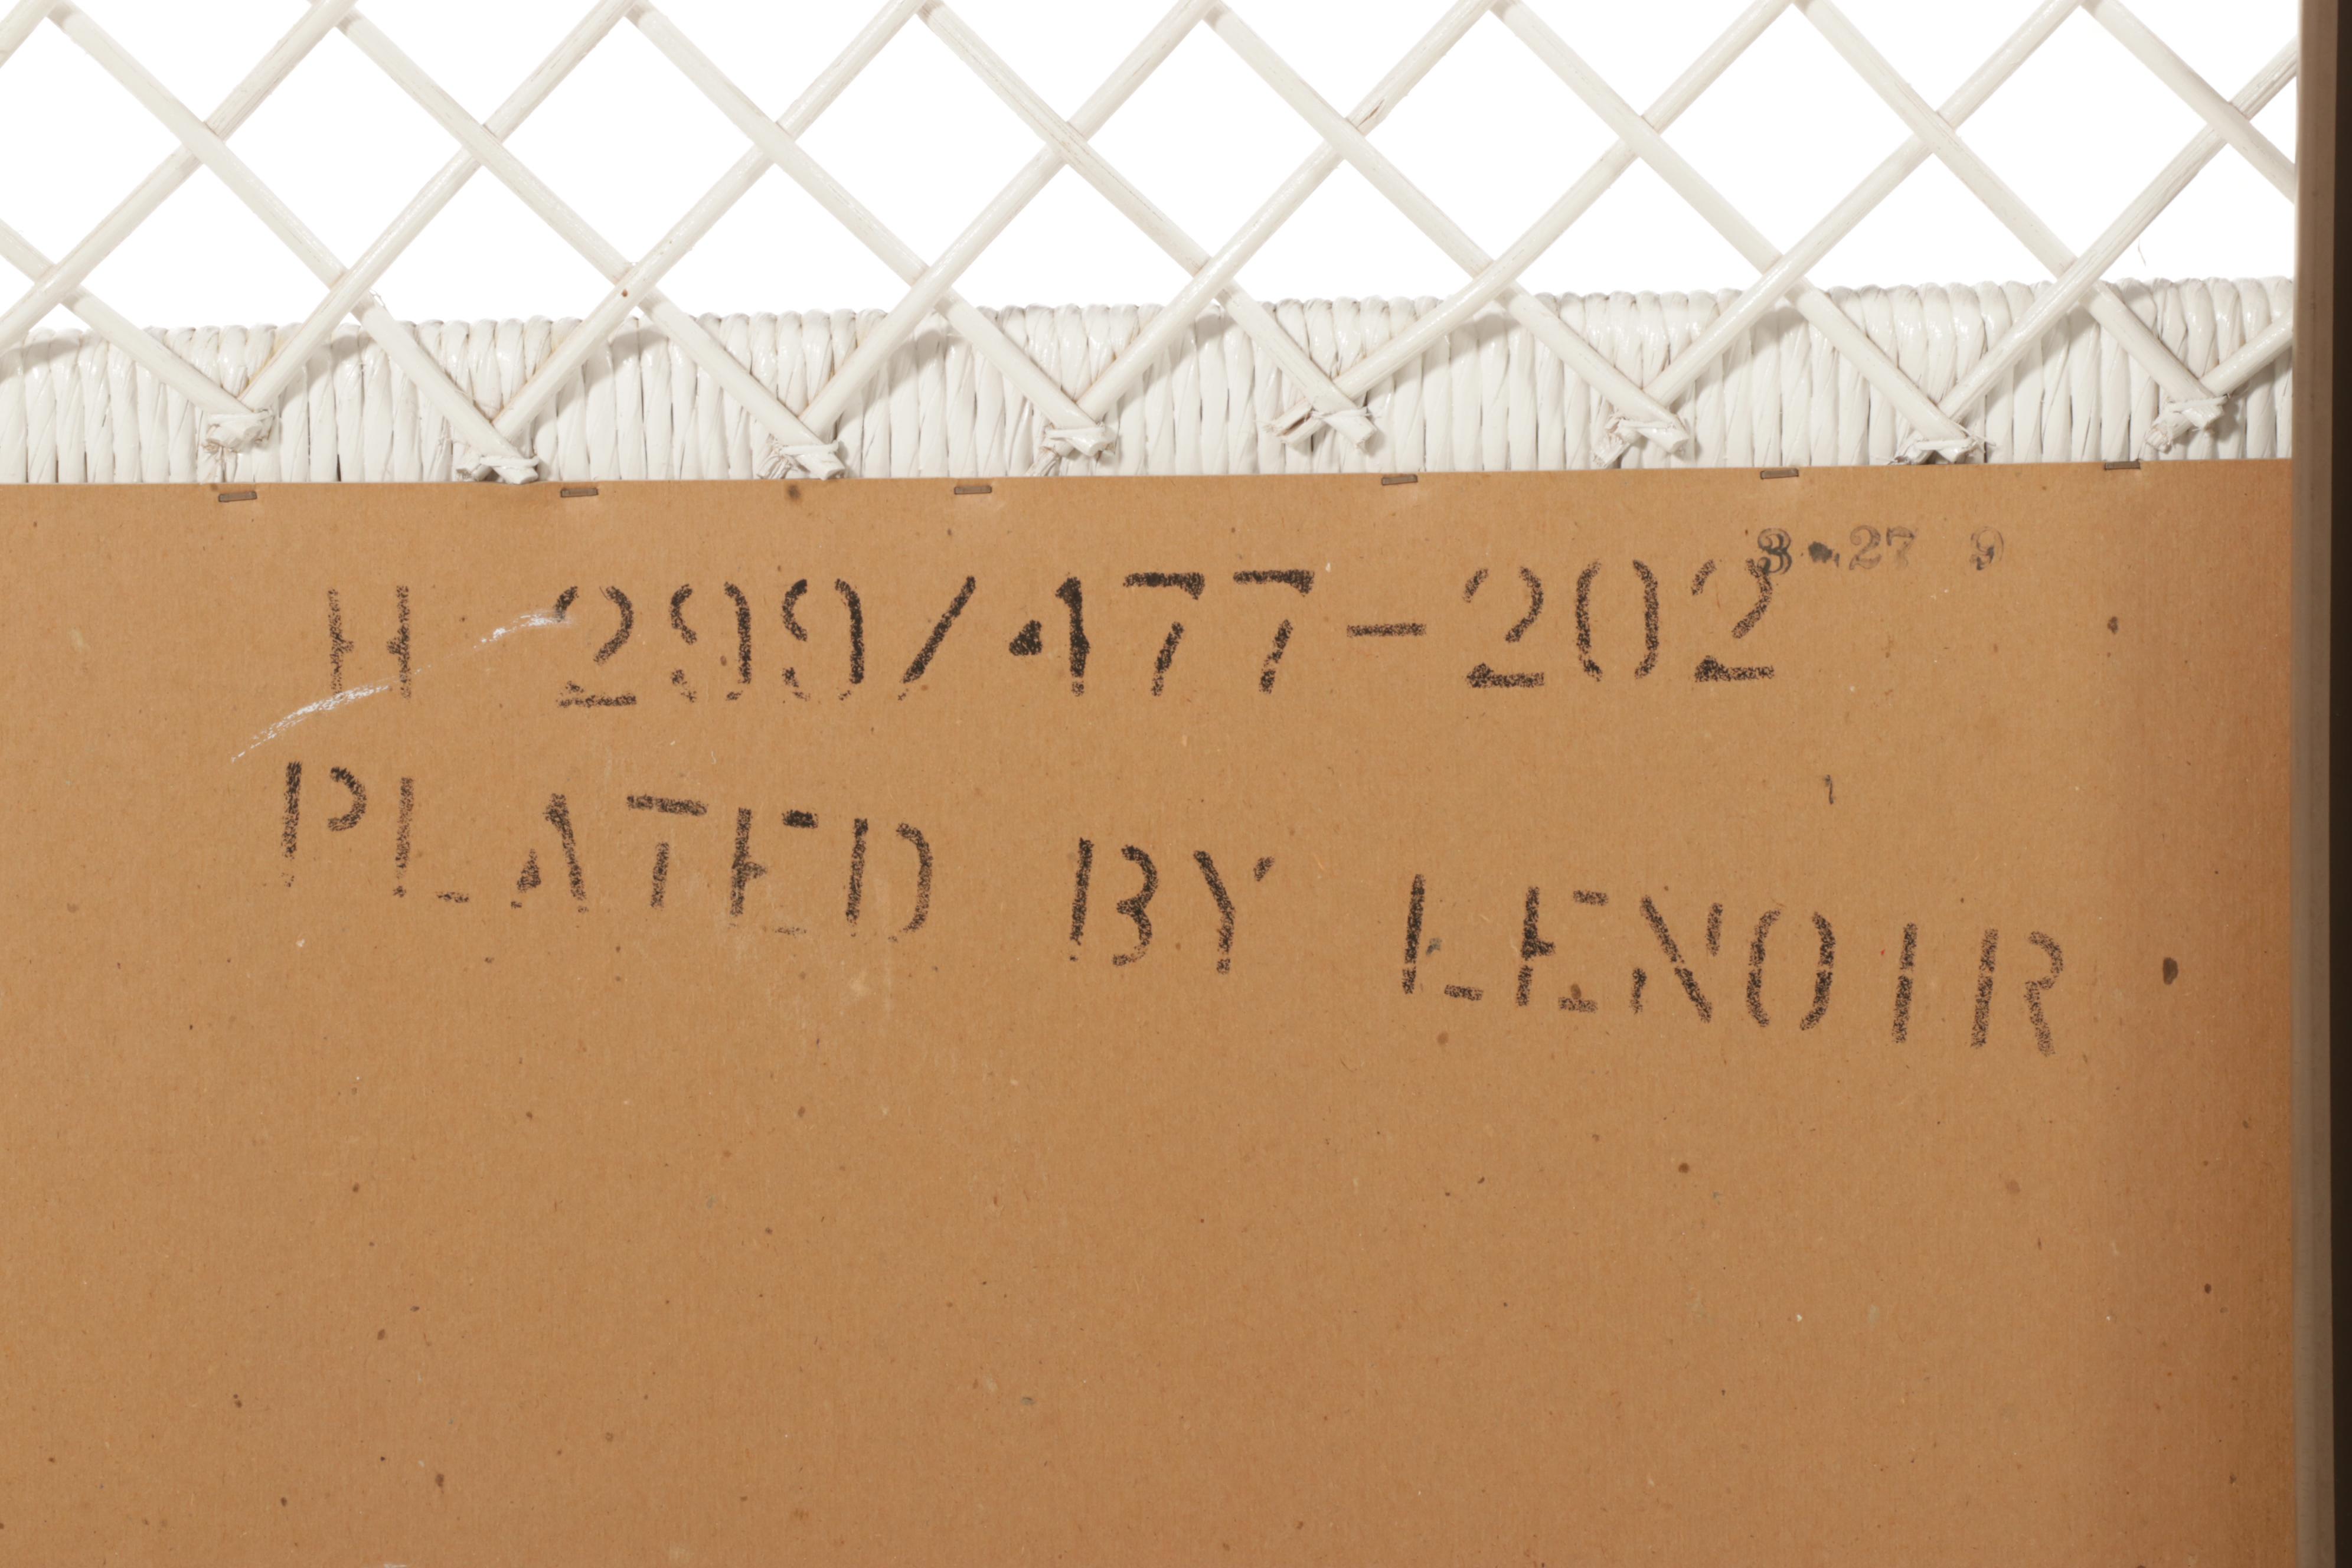 H 299/477-202
3 27 9
PLATED BY LENOIR